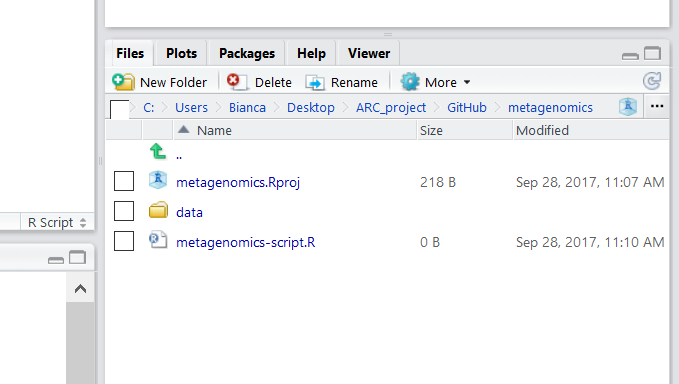 Files Plots Packages Help Viewer
New Folder Delete Rename More
C: Users Bianca Desktop ARC_project GitHub metagenomics ...
Name Size Modified
..
metagenomics.Rproj 218 B Sep 28, 2017, 11:07 AM
data
R Script
metagenomics-script.R 0 B Sep 28, 2017, 11:10 AM